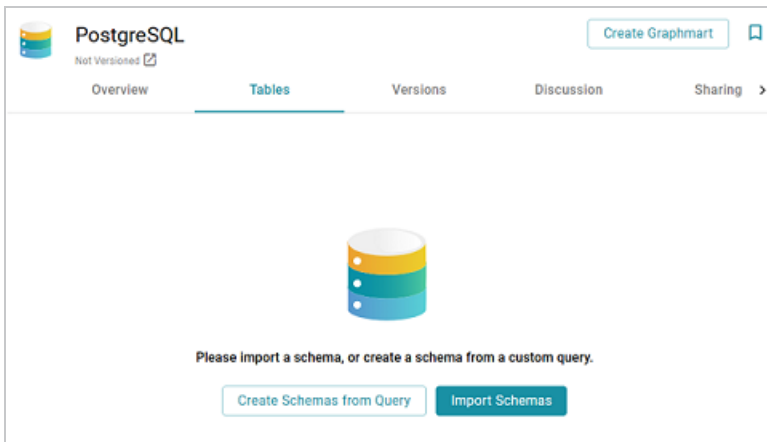 PostgreSQL
Create Graphmart
Not Versioned
Overview Tables Versions Discussion Sharing
Please import a schema, or create a schema from a custom query.
Create Schemas from Query Import Schemas